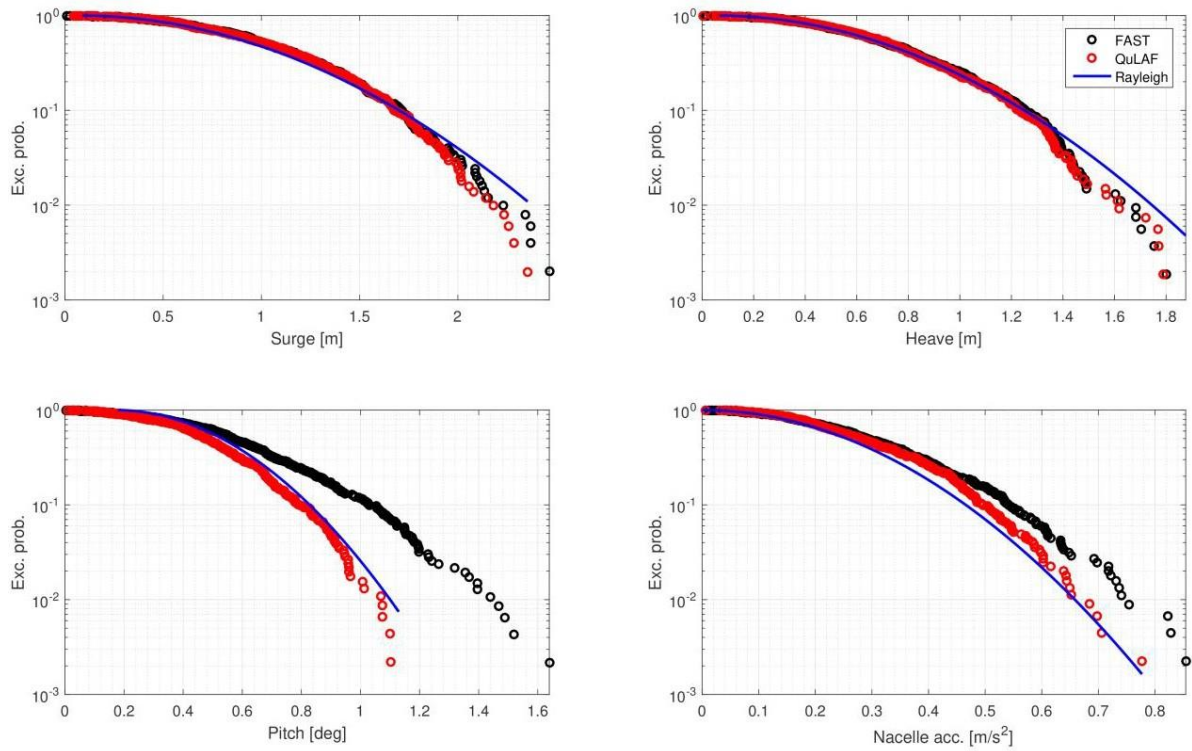 10^0
10^-1
10^-2
10^-3
Exc. prob.
0 0.5 1 1.5 2
Surge [m]
10^0
10^-1
10^-2
10^-3
Exc. prob.
0 0.2 0.4 0.6 0.8 1.0 1.2 1.4 1.6 1.8
Heave [m]
FAST
QuLAF
Rayleigh
10^0
10^-1
10^-2
10^-3
Exc. prob.
0 0.2 0.4 0.6 0.8 1.0 1.2 1.4 1.6
Pitch [deg]
10^0
10^-1
10^-2
10^-3
Exc. prob.
0 0.1 0.2 0.3 0.4 0.5 0.6 0.7 0.8
Nacelle acc. [m/s²]